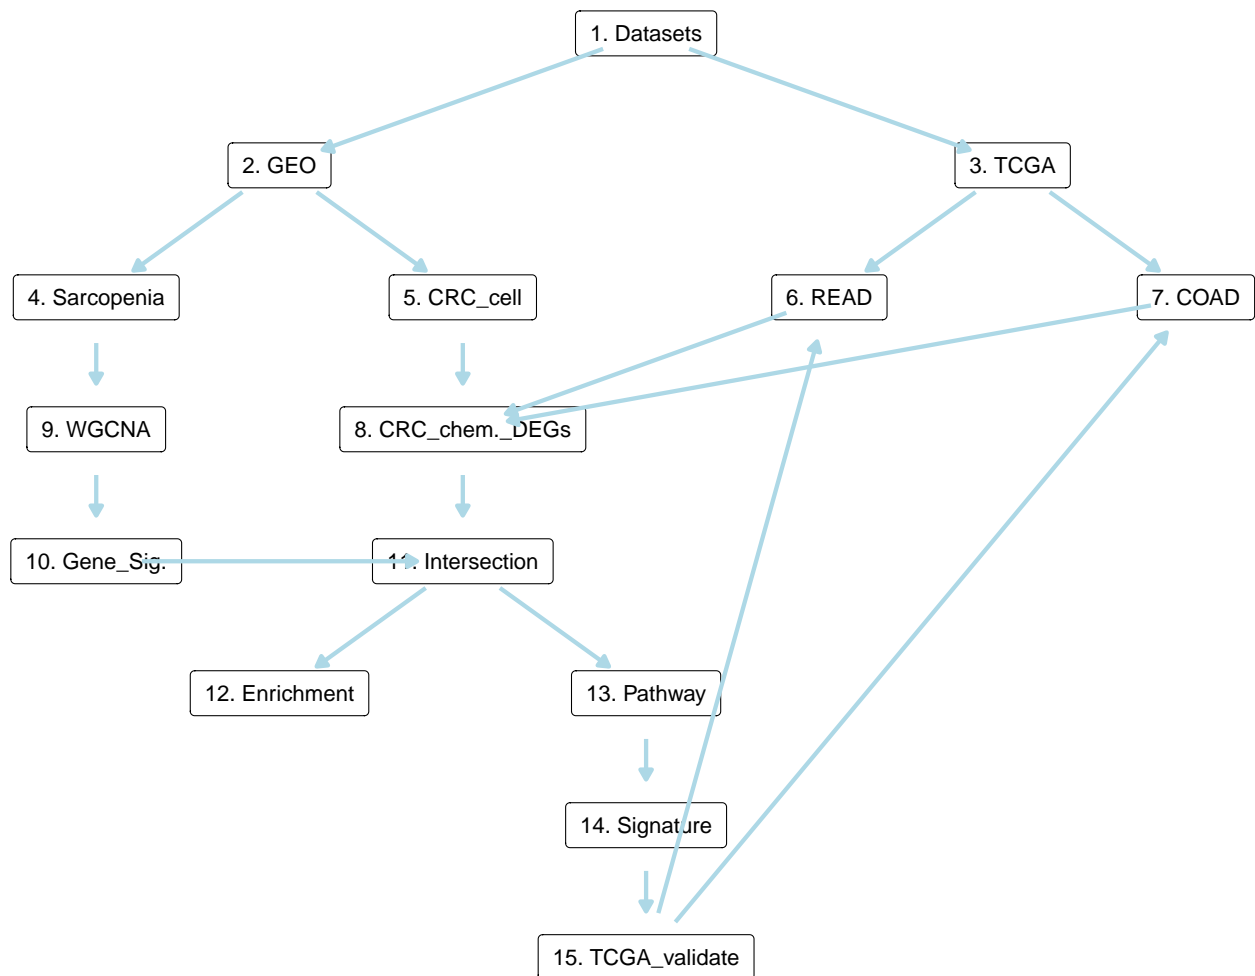 1. Datasets
2. GEO
3. TCGA
4. Sarcopenia
5. CRC_cell
6. READ
7. COAD
9. WGCNA
8. CRC_chem._DEGs
10. Gene_Sig.
11. Intersection
12. Enrichment
13. Pathway
14. Signature
15. TCGA_validate